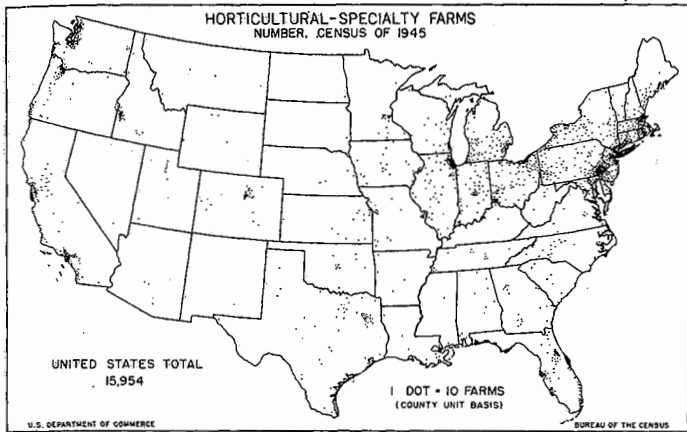 HORTICULTURAL-SPECIALTY FARMS
NUMBER, CENSUS OF 1945
UNITED STATES TOTAL
15,954
1 DOT = 10 FARMS
(COUNTY UNIT BASIS)
U.S. DEPARTMENT OF COMMERCE
BUREAU OF THE CENSUS